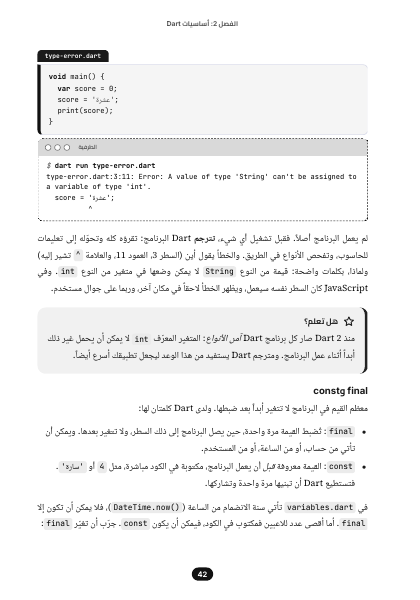 الفصل 2: أساسيات Dart
type-error.dart
void main() {
  var score = 0;
  score = 'عشرة';
  print(score);
}
الطرفية
$ dart run type-error.dart
type-error.dart:3:11: Error: A value of type 'String' can't be assigned to
a variable of type 'int'.
  score = 'عشرة';
          ^
لم يعمل البرنامج أصلاً. فقبل تشغيل أي شيء، تترجم Dart البرنامج: تقرؤه كله وتحوّله إلى تعليمات
للحاسوب، وتفحص الأنواع في الطريق. والخطأ يقول أين (السطر 3، العمود 11، والعلامة ^ تشير إليه)
ولماذا، بكلمات واضحة: قيمة من النوع String لا يمكن وضعها في متغير من النوع int. وفي
JavaScript كان السطر نفسه سيعمل، ويظهر الخطأ لاحقاً في مكان آخر، وربما على جوال مستخدم.
هل تعلم؟
منذ Dart 2 صار كل برنامج Dart آمن الأنواع: المتغير المعرّف int لا يمكن أن يحمل غير ذلك
أبداً أثناء عمل البرنامج. ومترجم Dart يستفيد من هذا الوعد ليجعل تطبيقك أسرع أيضاً.
final و const
معظم القيم في البرنامج لا تتغير أبداً بعد ضبطها. ولدى Dart كلمتان لها:
• final: تُضبط القيمة مرة واحدة، حين يصل البرنامج إلى ذلك السطر، ولا تتغير بعدها. ويمكن أن
تأتي من حساب، أو من الساعة، أو من المستخدم.
• const: القيمة معروفة قبل أن يعمل البرنامج، مكتوبة في الكود مباشرة، مثل 4 أو 'سارة'.
فتستطيع Dart أن تبنيها مرة واحدة وتشاركها.
في variables.dart تأتي سنة الانضمام من الساعة (DateTime.now())، فلا يمكن أن تكون إلا
final. أما أقصى عدد للاعبين فمكتوب في الكود، فيمكن أن يكون const. جرّب أن تغيّر final:
42